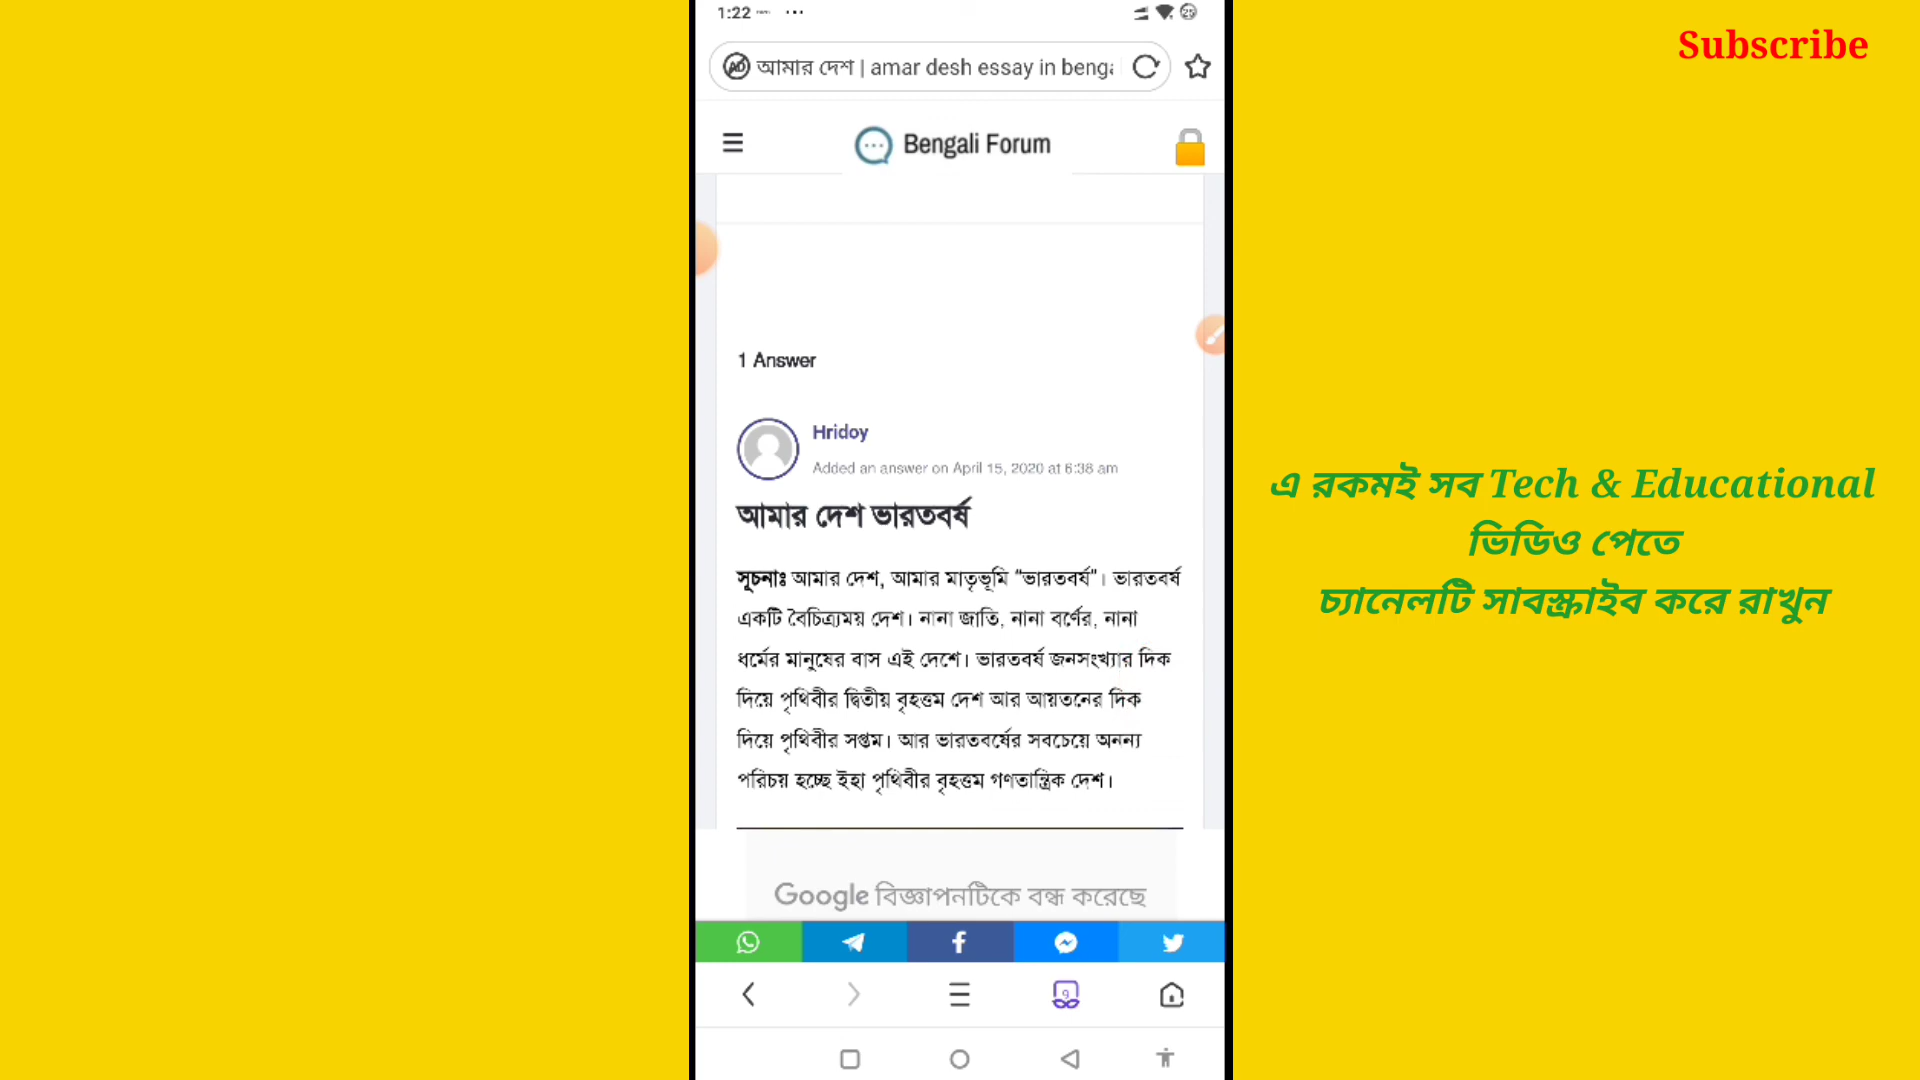 1:22
25
Subscribe
আমার দেশ | amar desh essay in benga
Bengali Forum
1 Answer
Hridoy
Added an answer on April 15, 2020 at 6:38 am
আমার দেশ ভারতবর্ষ
সূচনাঃ আমার দেশ, আমার মাতৃভূমি “ভারতবর্ষ”। ভারতবর্ষ
একটি বৈচিত্র্যময় দেশ। নানা জাতি, নানা বর্ণের, নানা
ধর্মের মানুষের বাস এই দেশে। ভারতবর্ষ জনসংখ্যার দিক
দিয়ে পৃথিবীর দ্বিতীয় বৃহত্তম দেশ আর আয়তনের দিক
দিয়ে পৃথিবীর সপ্তম। আর ভারতবর্ষের সবচেয়ে অনন্য
পরিচয় হচ্ছে ইহা পৃথিবীর বৃহত্তম গণতান্ত্রিক দেশ।
Google বিজ্ঞাপনটিকে বন্ধ করেছে
9
এ রকমই সব Tech & Educational
ভিডিও পেতে
চ্যানেলটি সাবস্ক্রাইব করে রাখুন